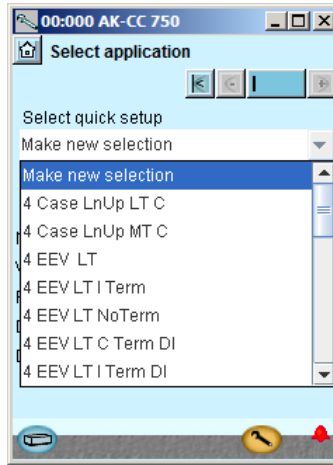 00:000 AK-CC 750
Select application
Select quick setup
Make new selection
Make new selection
4 Case LnUp LT C
4 Case LnUp MT C
4 EEV LT
4 EEV LT I Term
4 EEV LT NoTerm
4 EEV LT C Term DI
4 EEV LT I Term DI